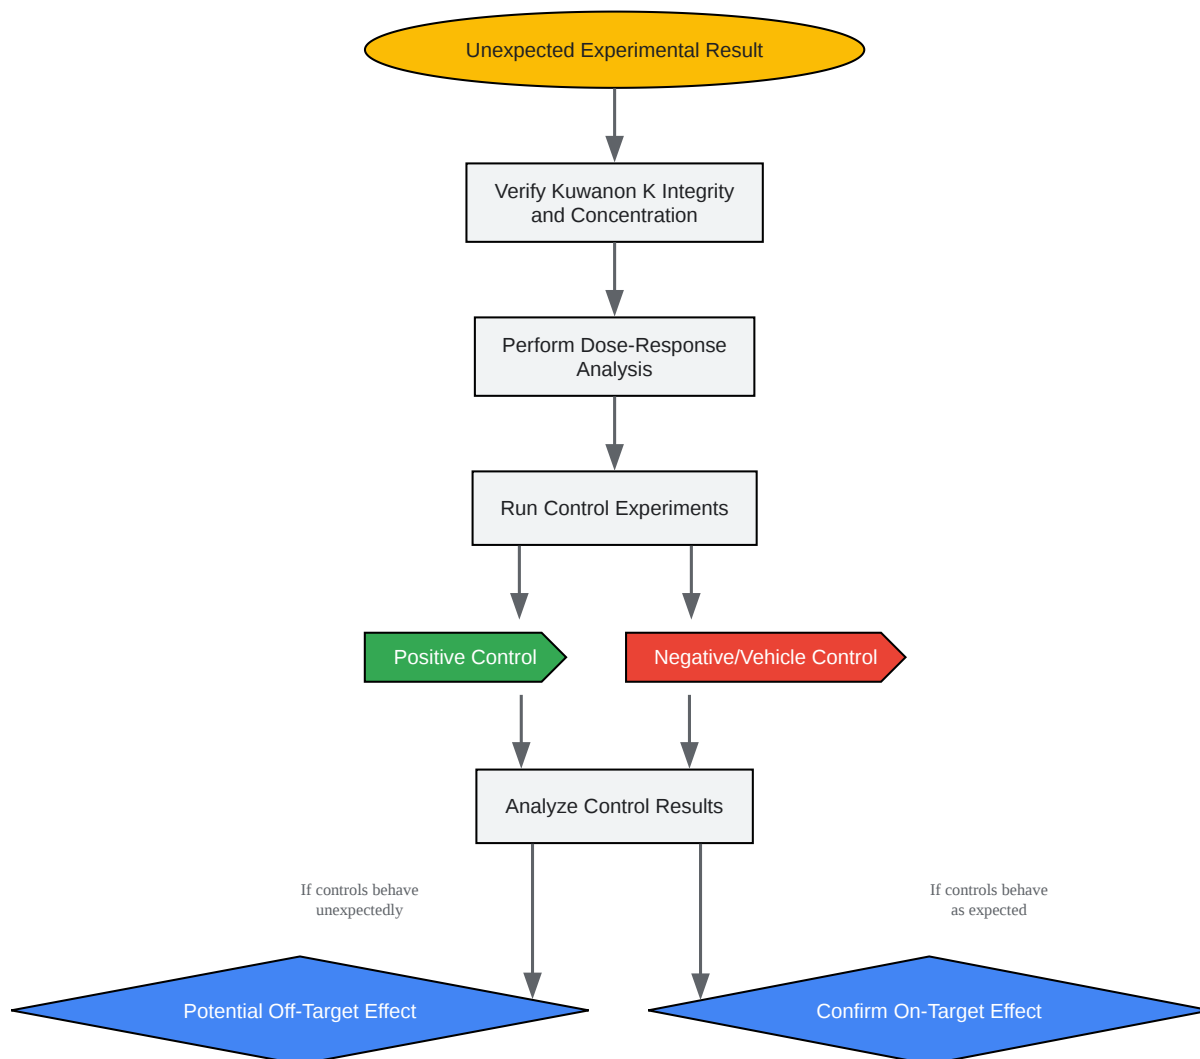 Unexpected Experimental Result
Verify Kuwanon K Integrity
and Concentration
Perform Dose-Response
Analysis
Run Control Experiments
Positive Control
Negative/Vehicle Control
Analyze Control Results
If controls behave
unexpectedly
If controls behave
as expected
Potential Off-Target Effect
Confirm On-Target Effect